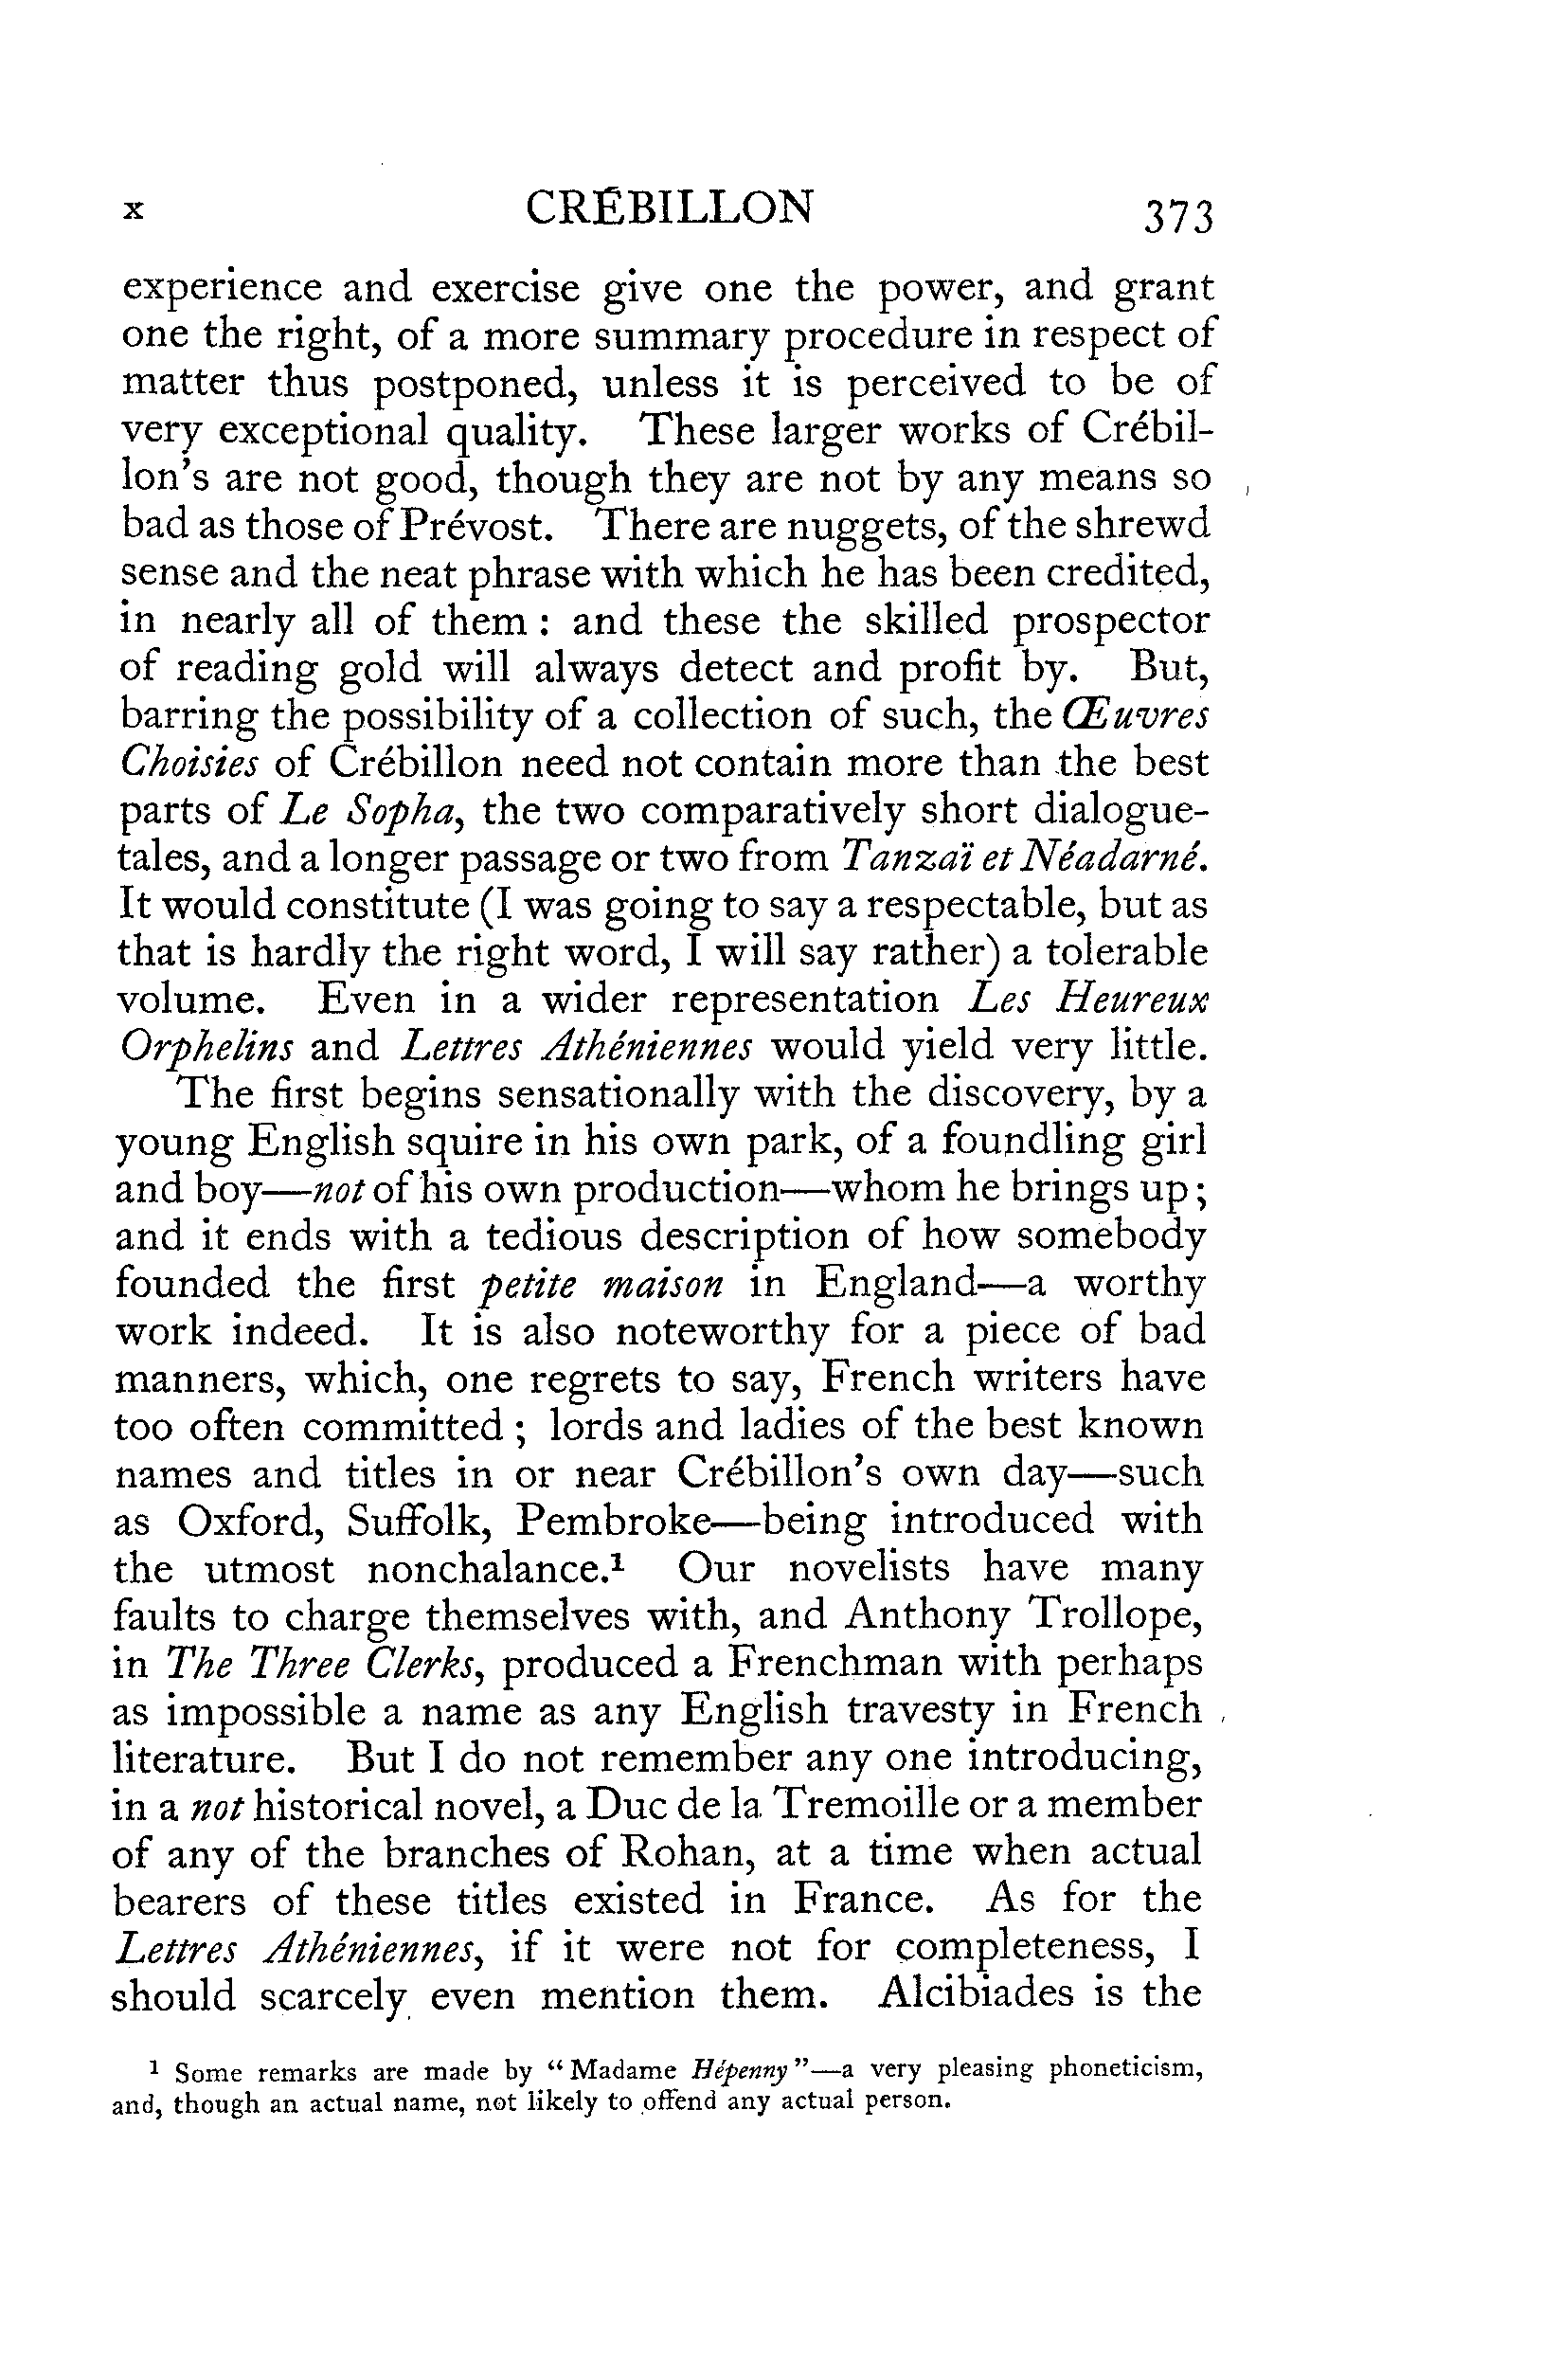 x CRÉBILLON 373
experience and exercise give one the power, and grant
one the right, of a more summary procedure in respect of
matter thus postponed, unless it is perceived to be of
very exceptional quality. These larger works of Crébil-
lon's are not good, though they are not by any means so
bad as those of Prévost. There are nuggets, of the shrewd
sense and the neat phrase with which he has been credited,
in nearly all of them : and these the skilled prospector
of reading gold will always detect and profit by. But,
barring the possibility of a collection of such, the Œuvres
Choisies of Crébillon need not contain more than the best
parts of Le Sopha, the two comparatively short dialogue-
tales, and a longer passage or two from Tanzaï et Néadarné.
It would constitute (I was going to say a respectable, but as
that is hardly the right word, I will say rather) a tolerable
volume. Even in a wider representation Les Heureux
Orphelins and Lettres Athéniennes would yield very little.
The first begins sensationally with the discovery, by a
young English squire in his own park, of a foundling girl
and boy—not of his own production—whom he brings up;
and it ends with a tedious description of how somebody
founded the first petite maison in England—a worthy
work indeed. It is also noteworthy for a piece of bad
manners, which, one regrets to say, French writers have
too often committed ; lords and ladies of the best known
names and titles in or near Crébillon's own day—such
as Oxford, Suffolk, Pembroke—being introduced with
the utmost nonchalance.¹ Our novelists have many
faults to charge themselves with, and Anthony Trollope,
in The Three Clerks, produced a Frenchman with perhaps
as impossible a name as any English travesty in French
literature. But I do not remember any one introducing,
in a not historical novel, a Duc de la Tremoille or a member
of any of the branches of Rohan, at a time when actual
bearers of these titles existed in France. As for the
Lettres Athéniennes, if it were not for completeness, I
should scarcely even mention them. Alcibiades is the
¹ Some remarks are made by “Madame Hépenny”—a very pleasing phoneticism,
and, though an actual name, not likely to offend any actual person.